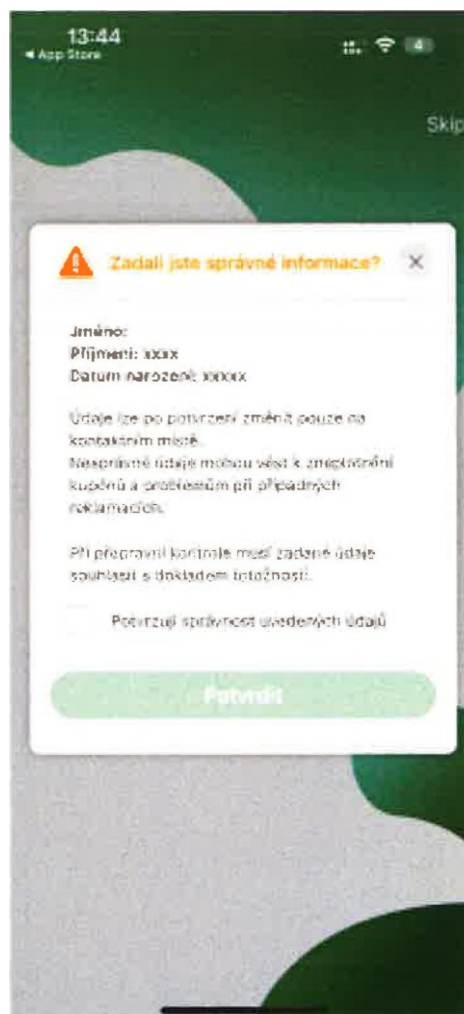 13:44
◀ App Store
4
Skip
Zadali jste správné informace?
Jméno:
Příjmení: xxxx
Datum narození: xxxxx
Údaje lze po potvrzení změnit pouze na
kontaktním místě.
Nesprávné údaje mohou vést k zneplatnění
kupónů a problémům při případných
reklamacích.
Při přepravní kontrole musí zadané údaje
souhlasit s dokladem totožnosti.
Potvrzuji správnost uvedených údajů
Potvrdit